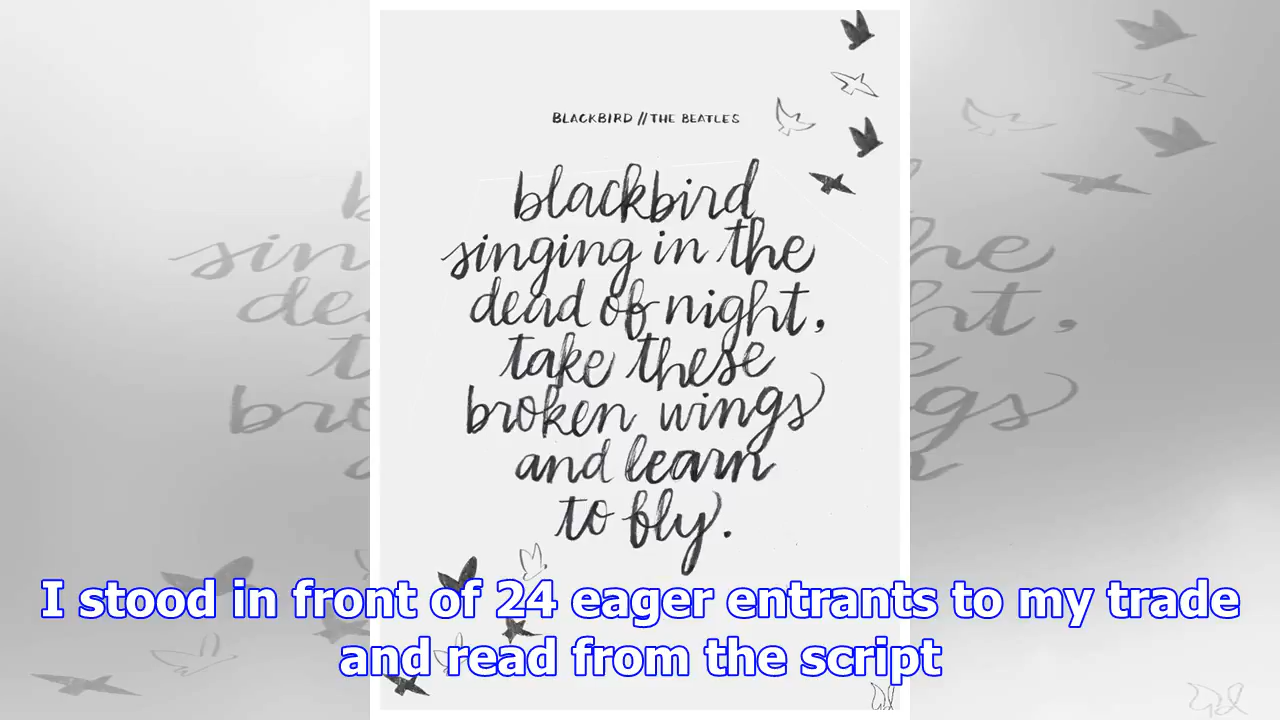 BLACKBIRD // THE BEATLES
blackbird
singing in the
dead of night,
take these
broken wings
and learn
to fly.
I stood in front of 24 eager entrants to my trade
and read from the script